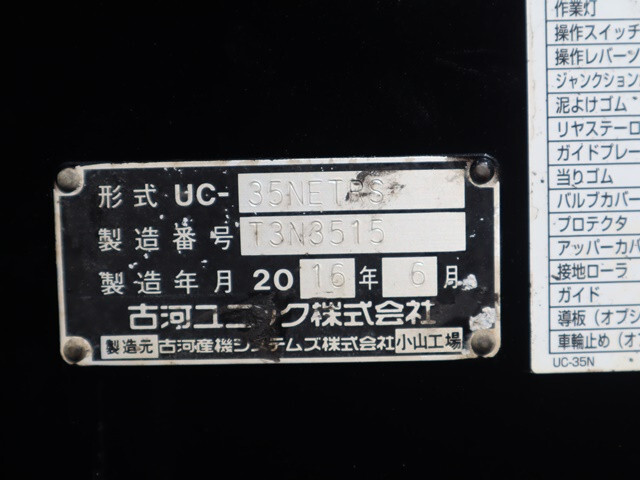 形式 UC- 35NETPS
製造番号 T3N3515
製造年月 2016年 6月
古河ユニック株式会社
製造元 古河産機システムズ株式会社 小山工場
作業灯
操作スイッチ
操作レバーツ
ジャンクション
泥よけゴム
リヤステーロ
ガイドプレー
当りゴム
バルブカバー
プロテクタ
アッパーカバ
接地ローラ
ガイド
導板（オプシ
車輪止め（オプ
UC-35N